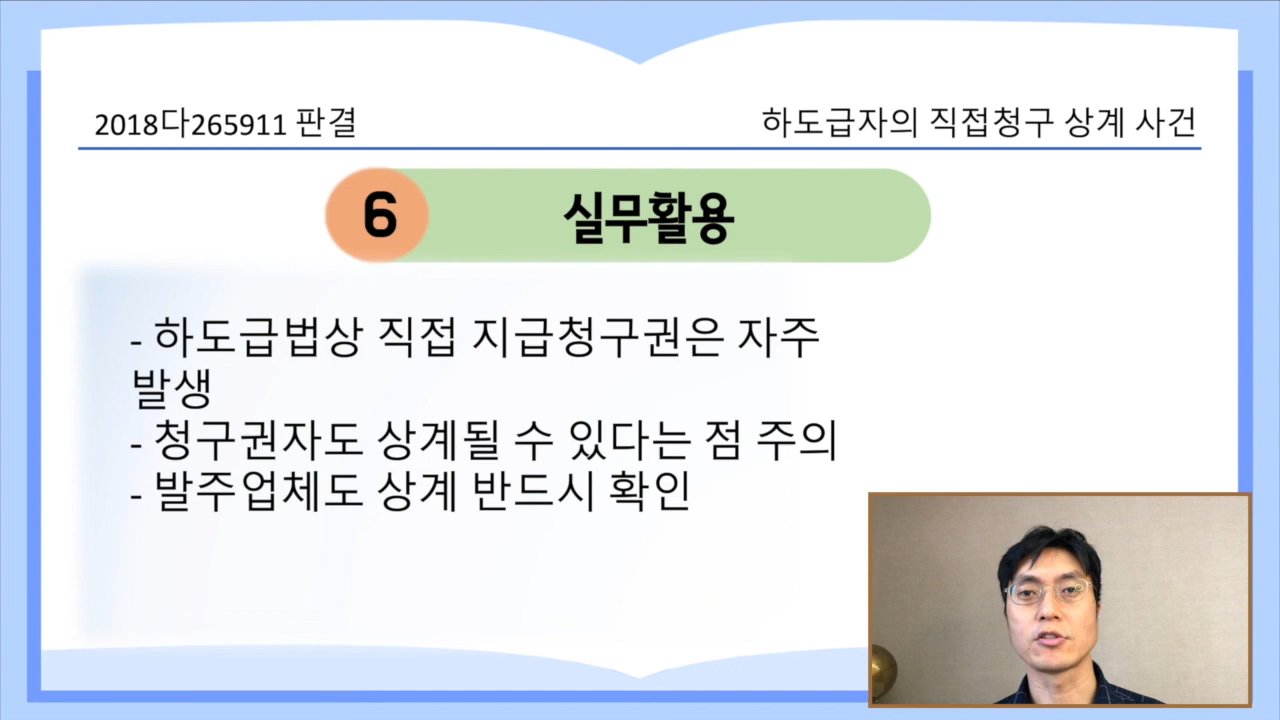 2018다265911 판결
하도급자의 직접청구 상계 사건
6 실무활용
- 하도급법상 직접 지급청구권은 자주
발생
- 청구권자도 상계될 수 있다는 점 주의
- 발주업체도 상계 반드시 확인